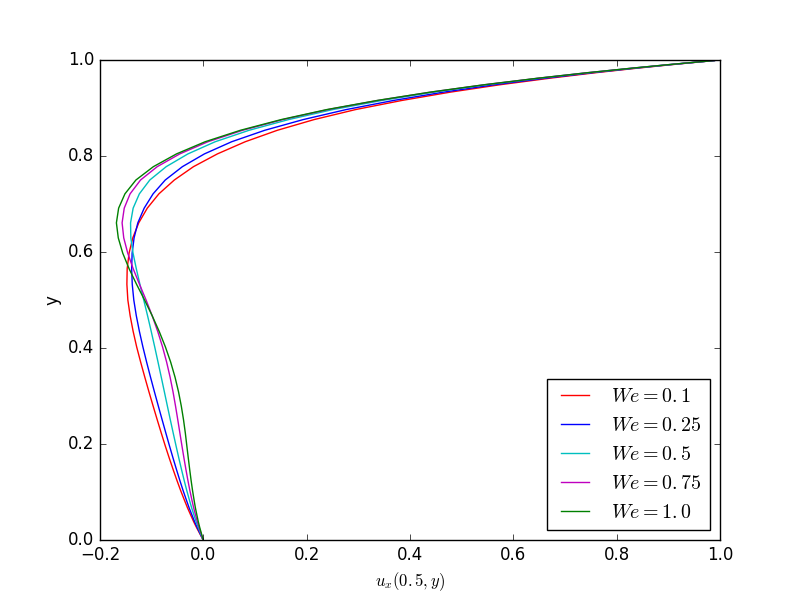 1.0
0.8
0.6
y
0.4
0.2
0.0
−0.2 0.0 0.2 0.4 0.6 0.8 1.0
u_x(0.5, y)
We = 0.1
We = 0.25
We = 0.5
We = 0.75
We = 1.0